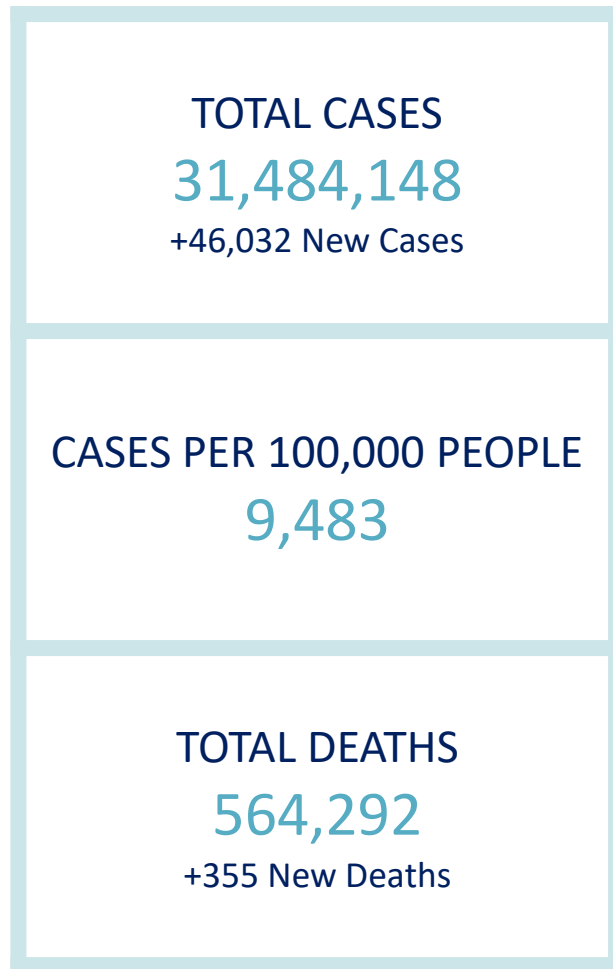 TOTAL CASES
31,484,148
+46,032 New Cases
CASES PER 100,000 PEOPLE
9,483
TOTAL DEATHS
564,292
+355 New Deaths